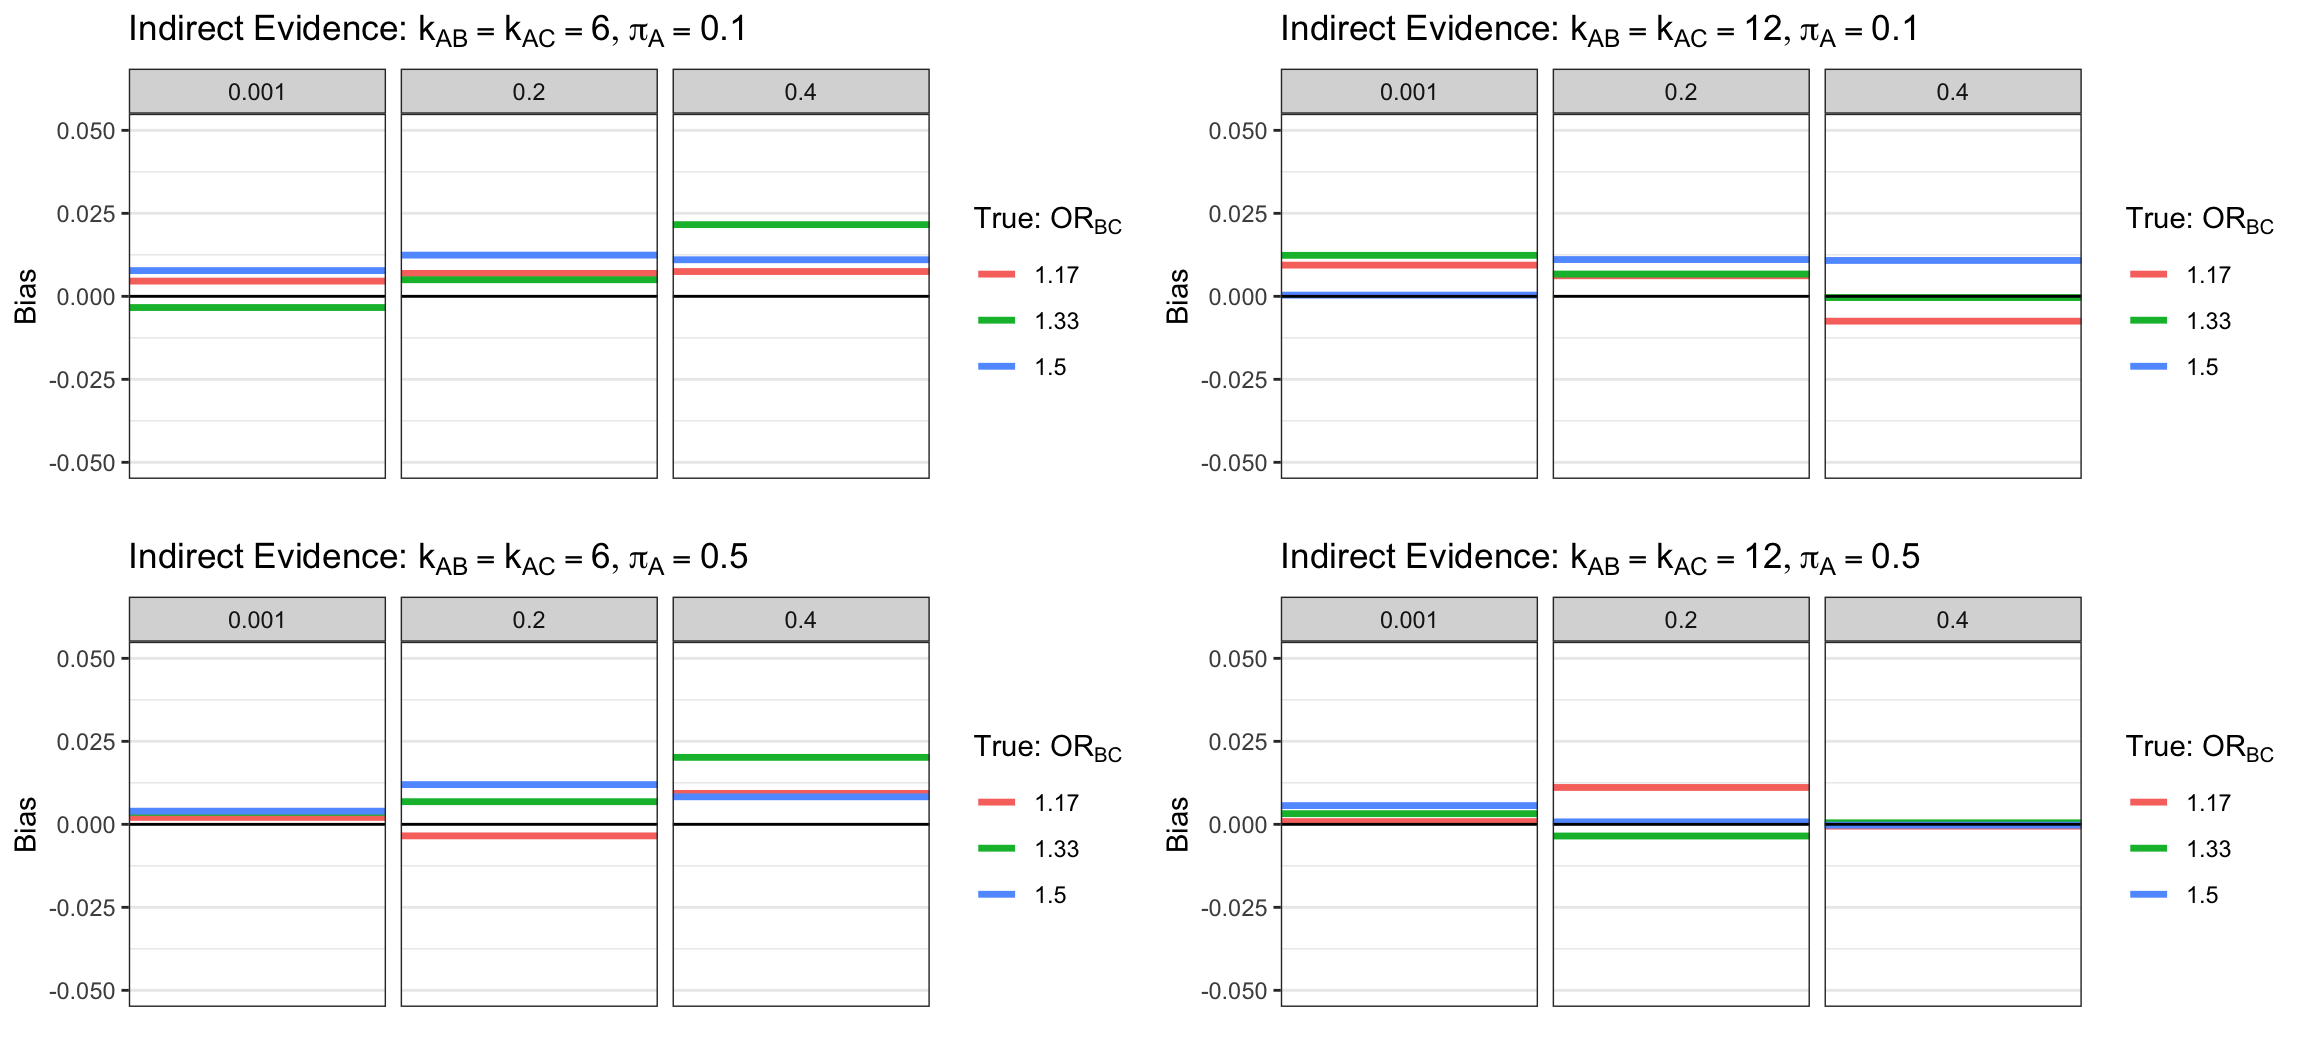 Indirect Evidence: kAB = kAC = 6, πA = 0.1
0.001 0.2 0.4
0.050
0.025
0.000
-0.025
-0.050
Bias
True: ORBC
1.17
1.33
1.5
Indirect Evidence: kAB = kAC = 12, πA = 0.1
0.001 0.2 0.4
0.050
0.025
0.000
-0.025
-0.050
Bias
True: ORBC
1.17
1.33
1.5
Indirect Evidence: kAB = kAC = 6, πA = 0.5
0.001 0.2 0.4
0.050
0.025
0.000
-0.025
-0.050
Bias
True: ORBC
1.17
1.33
1.5
Indirect Evidence: kAB = kAC = 12, πA = 0.5
0.001 0.2 0.4
0.050
0.025
0.000
-0.025
-0.050
Bias
True: ORBC
1.17
1.33
1.5